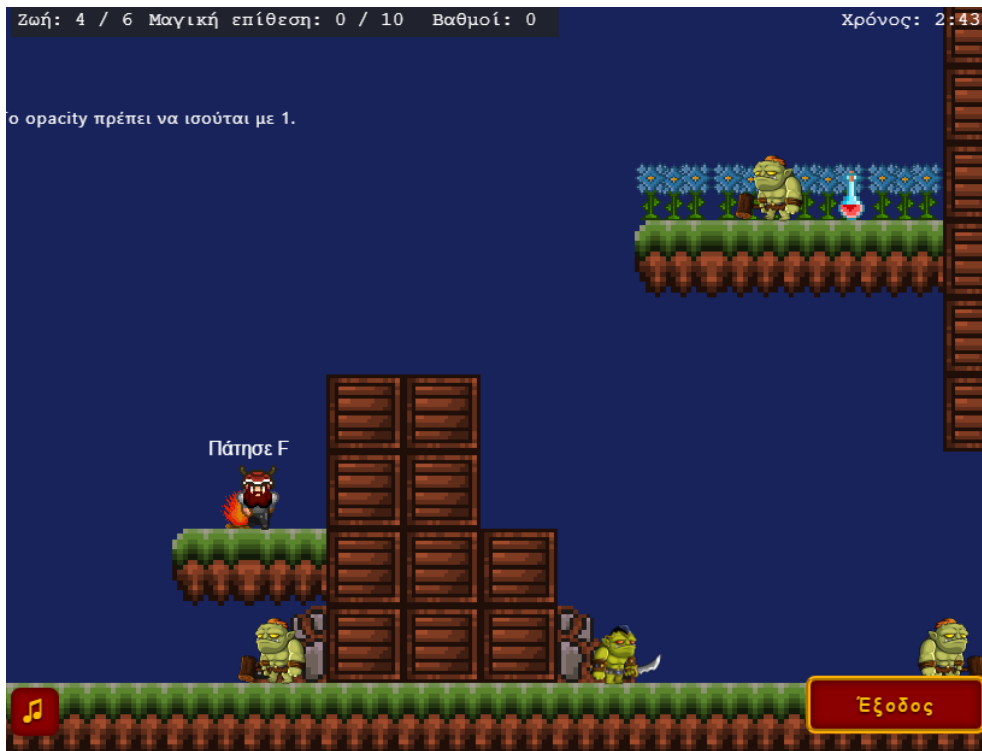 Ζωή: 4 / 6 Μαγική επίθεση: 0 / 10 Βαθμοί: 0
Χρόνος: 2:43
Το opacity πρέπει να ισούται με 1.
Πάτησε F
Έξοδος